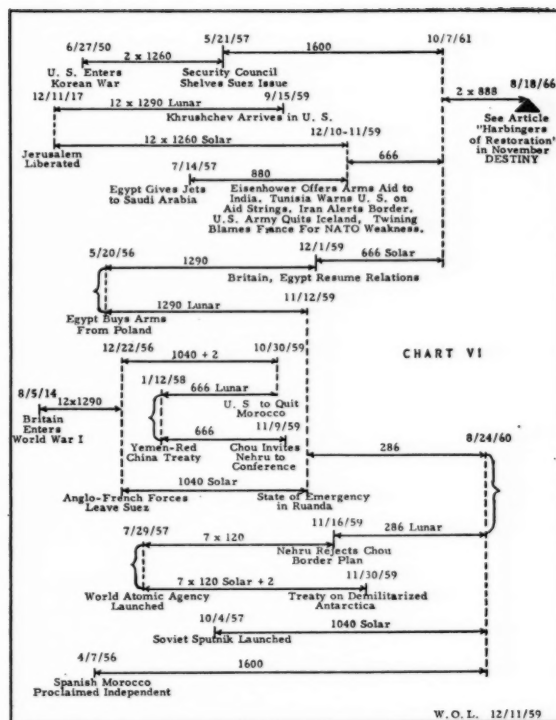 6/27/50 5/21/57 10/7/61
2 x 1260 1600
U. S. Enters Security Council
Korean War Shelves Suez Issue
8/18/66
12/11/17 9/15/59 2 x 888
12 x 1290 Lunar
Khrushchev Arrives in U. S.
See Article
"Harbingers
of Restoration"
in November
DESTINY
12/10-11/59
12 x 1260 Solar
Jerusalem
Liberated
7/14/57 666
880
Egypt Gives Jets
to Saudi Arabia
Eisenhower Offers Arms Aid to
India. Tunisia Warns U. S. on
Aid Strings. Iran Alerts Border.
U. S. Army Quits Iceland, Twining
Blames France For NATO Weakness.
5/20/56 12/1/59 666 Solar
1290
Britain, Egypt Resume Relations
1290 Lunar 11/12/59
Egypt Buys Arms
From Poland
CHART VI
12/22/56 1040 + 2 10/30/59
8/5/14 1/12/58
12x1290 666 Lunar
Britain
Enters
World War I
U. S to Quit
Morocco
11/9/59
666
Yemen-Red
China Treaty
Chou Invites
Nehru to
Conference
286 8/24/60
1040 Solar
Anglo-French Forces
Leave Suez
State of Emergency
in Ruanda
7/29/57 11/16/59
7 x 120 286 Lunar
Nehru Rejects Chou
Border Plan
7 x 120 Solar + 2 11/30/59
World Atomic Agency
Launched
Treaty on Demilitarized
Antarctica
10/4/57 1040 Solar
Soviet Sputnik Launched
4/7/56 1600
Spanish Morocco
Proclaimed Independent
W. O. L. 12/11/59